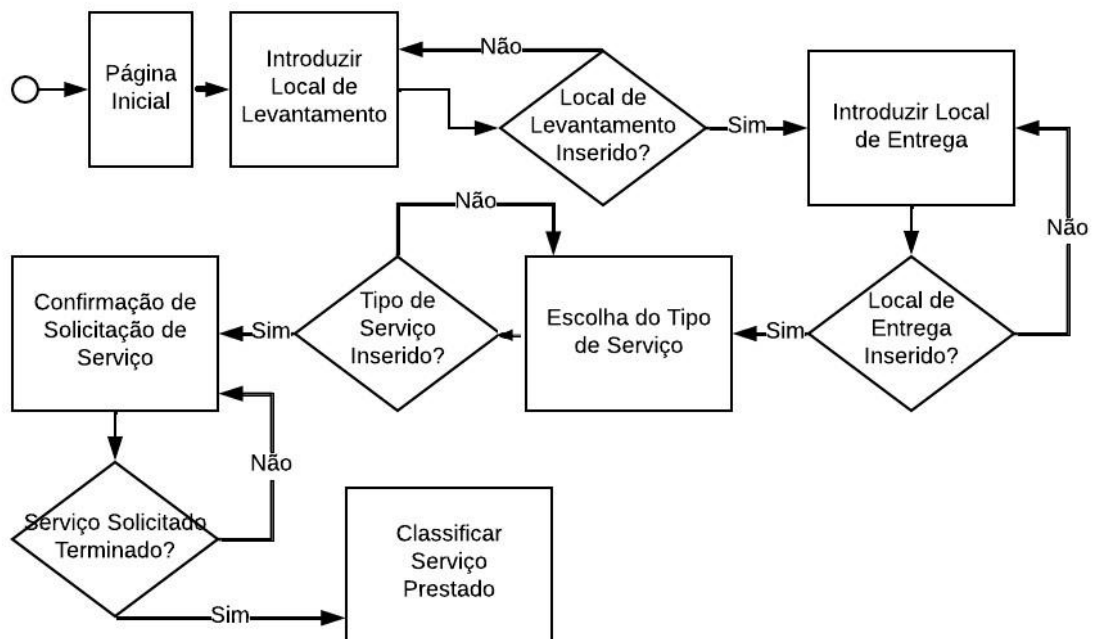 Página
Inicial
Introduzir
Local de
Levantamento
Não
Local de
Levantamento
Inserido?
Sim
Introduzir Local
de Entrega
Não
Local de
Entrega
Inserido?
Sim
Escolha do Tipo
de Serviço
Não
Tipo de
Serviço
Inserido?
Sim
Confirmação de
Solicitação de
Serviço
Não
Serviço Solicitado
Terminado?
Sim
Classificar
Serviço
Prestado